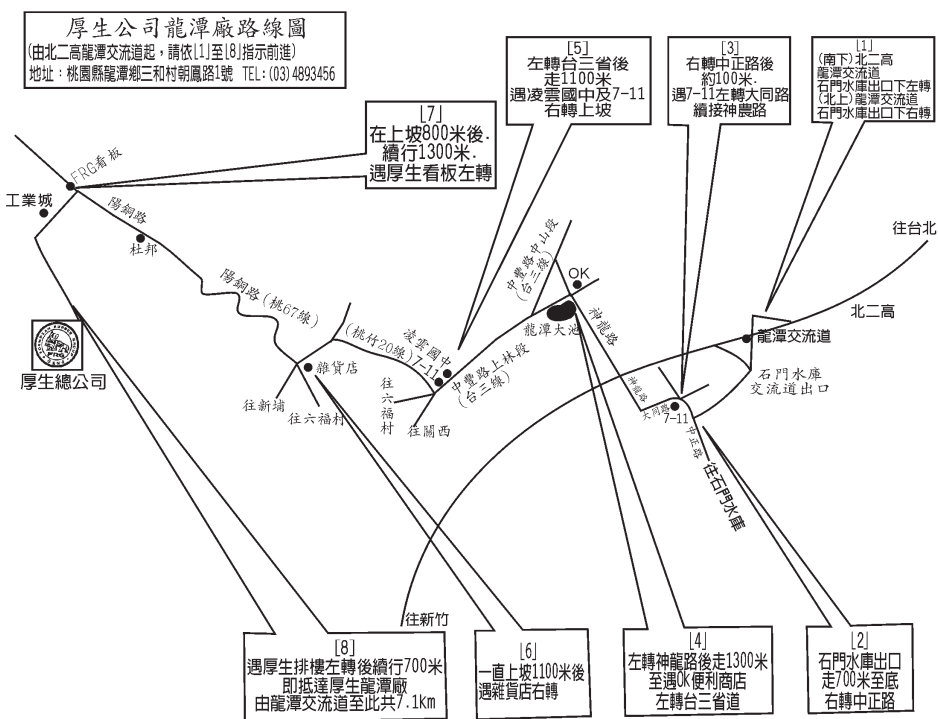 厚生公司龍潭廠路線圖
(由北二高龍潭交流道起，請依[1]至[8]指示前進)
地址：桃園縣龍潭鄉三和村朝鳳路1號 TEL:(03)4893456
[7]
在上坡800米後.
續行1300米.
遇厚生看板左轉
[5]
左轉台三省後
走1100米
遇凌雲國中及7-11
右轉上坡
[3]
右轉中正路後
約100米.
遇7-11左轉大同路
續接神農路
[1]
(南下)北二高
龍潭交流道
石門水庫出口下左轉
(北上)龍潭交流道
石門水庫出口下右轉
FRG看板
工業城
陽銅路
杜邦
陽銅路(桃67線)
厚生總公司
雜貨店
往新埔
往六福村
(桃竹20線)
凌雲國中
7-11
往六福村
往關西
中豐路上林段
(台三線)
中豐路中山段
(台三線)
OK
龍潭大池
神龍路
神龍路
大同路
7-11
中正路
往石門水庫
往台北
北二高
龍潭交流道
石門水庫
交流道出口
往新竹
[8]
遇厚生排樓左轉後續行700米
即抵達厚生龍潭廠
由龍潭交流道至此共7.1km
[6]
一直上坡1100米後
遇雜貨店右轉
[4]
左轉神龍路後走1300米
至遇OK便利商店
左轉台三省道
[2]
石門水庫出口
走700米至底
右轉中正路